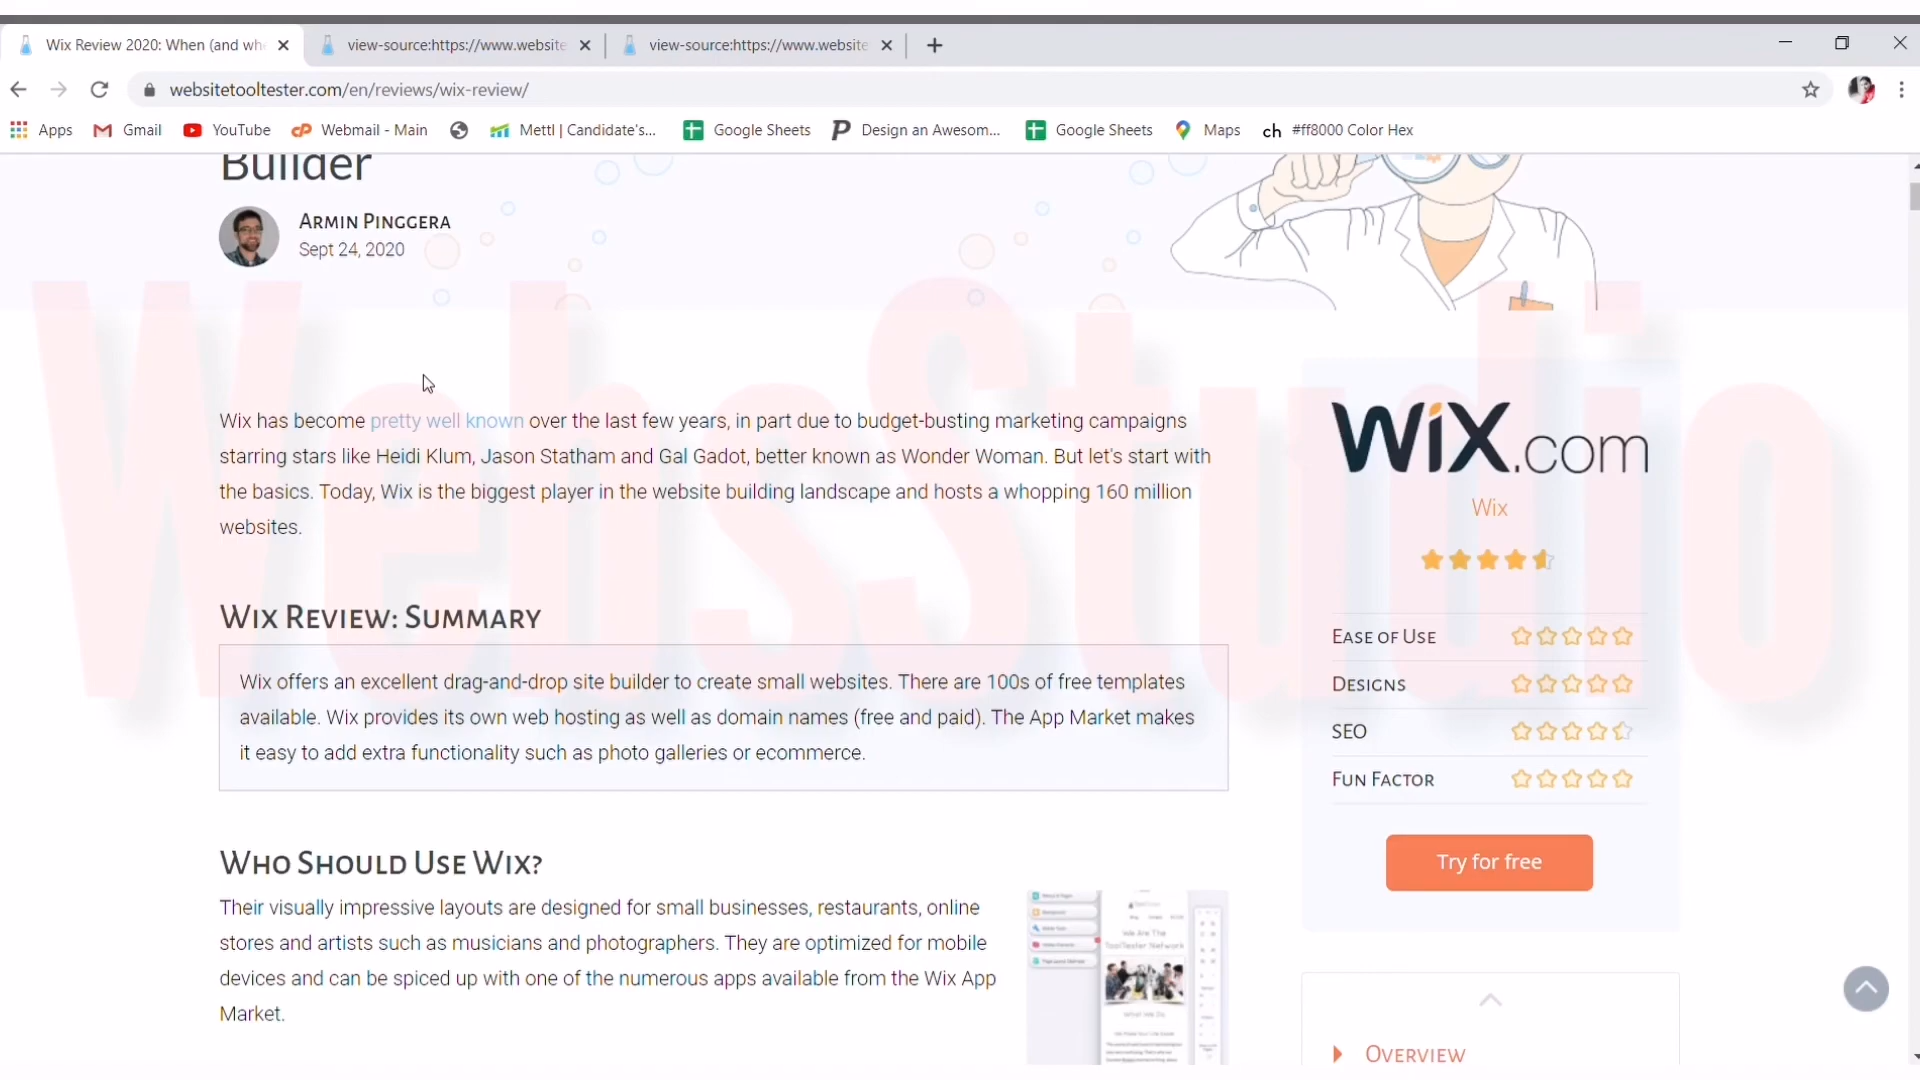 Wix Review 2020: When (and wh
view-source:https://www.website
view-source:https://www.website
websitetooltester.com/en/reviews/wix-review/
Apps
Gmail
YouTube
Webmail - Main
Mettl | Candidate's...
Google Sheets
Design an Awesom...
Google Sheets
Maps
ch #ff8000 Color Hex
Builder
Armin Pinggera
Sept 24, 2020
WebsStudio
Wix has become pretty well known over the last few years, in part due to budget-busting marketing campaigns
starring stars like Heidi Klum, Jason Statham and Gal Gadot, better known as Wonder Woman. But let's start with
the basics. Today, Wix is the biggest player in the website building landscape and hosts a whopping 160 million
websites.
Wix Review: Summary
Wix offers an excellent drag-and-drop site builder to create small websites. There are 100s of free templates
available. Wix provides its own web hosting as well as domain names (free and paid). The App Market makes
it easy to add extra functionality such as photo galleries or ecommerce.
Who Should Use Wix?
Their visually impressive layouts are designed for small businesses, restaurants, online
stores and artists such as musicians and photographers. They are optimized for mobile
devices and can be spiced up with one of the numerous apps available from the Wix App
Market.
We Are The
ToolTester Network
What We Do
WiX.com
Wix
Ease of Use
Designs
SEO
Fun Factor
Try for free
Overview